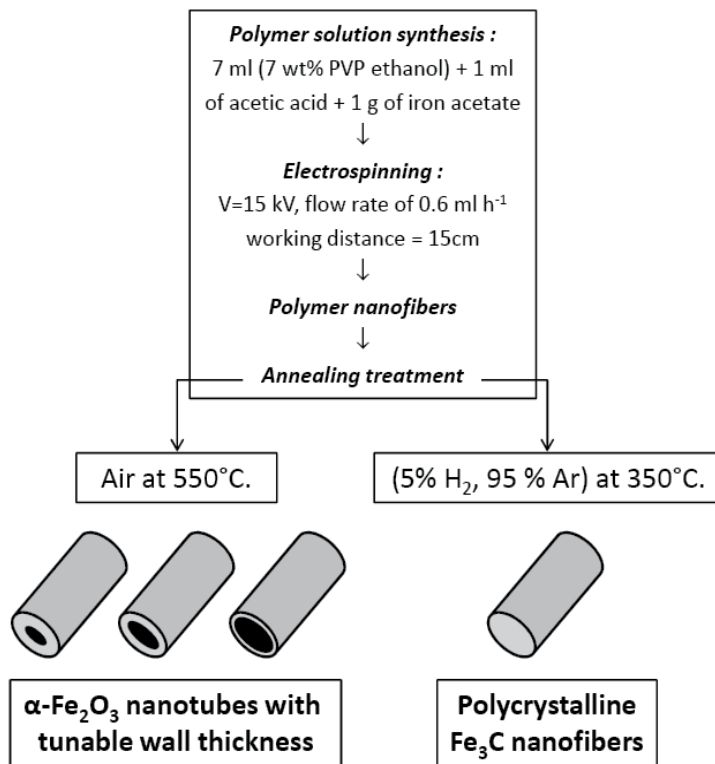 Polymer solution synthesis :
7 ml (7 wt% PVP ethanol) + 1 ml
of acetic acid + 1 g of iron acetate
↓
Electrospinning :
V=15 kV, flow rate of 0.6 ml h⁻¹
working distance = 15cm
↓
Polymer nanofibers
↓
Annealing treatment
Air at 550°C.
(5% H₂, 95 % Ar) at 350°C.
α-Fe₂O₃ nanotubes with
tunable wall thickness
Polycrystalline
Fe₃C nanofibers